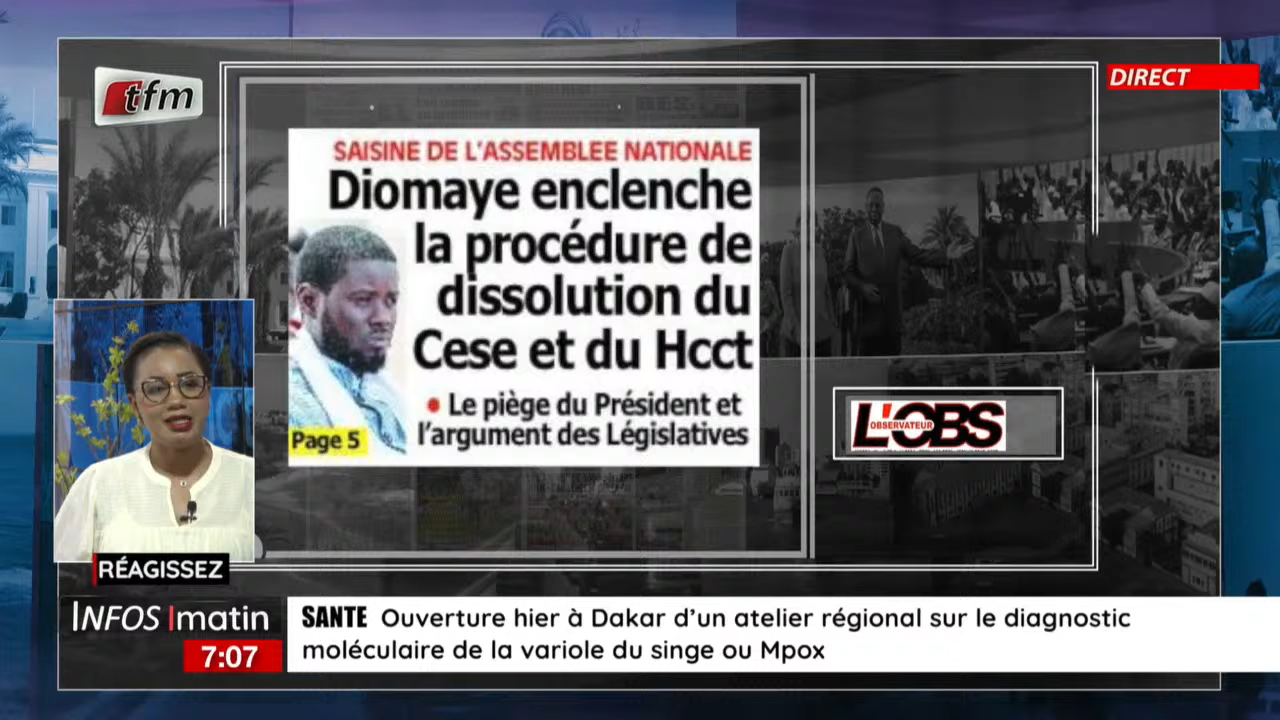 tfm
DIRECT
SAISINE DE L'ASSEMBLEE NATIONALE
Diomaye enclenche
la procédure de
dissolution du
Cese et du Hcct
• Le piège du Président et
l'argument des Législatives
Page 5
L'OBS
OBSERVATEUR
RÉAGISSEZ
INFOS matin
7:07
SANTE Ouverture hier à Dakar d'un atelier régional sur le diagnostic
moléculaire de la variole du singe ou Mpox